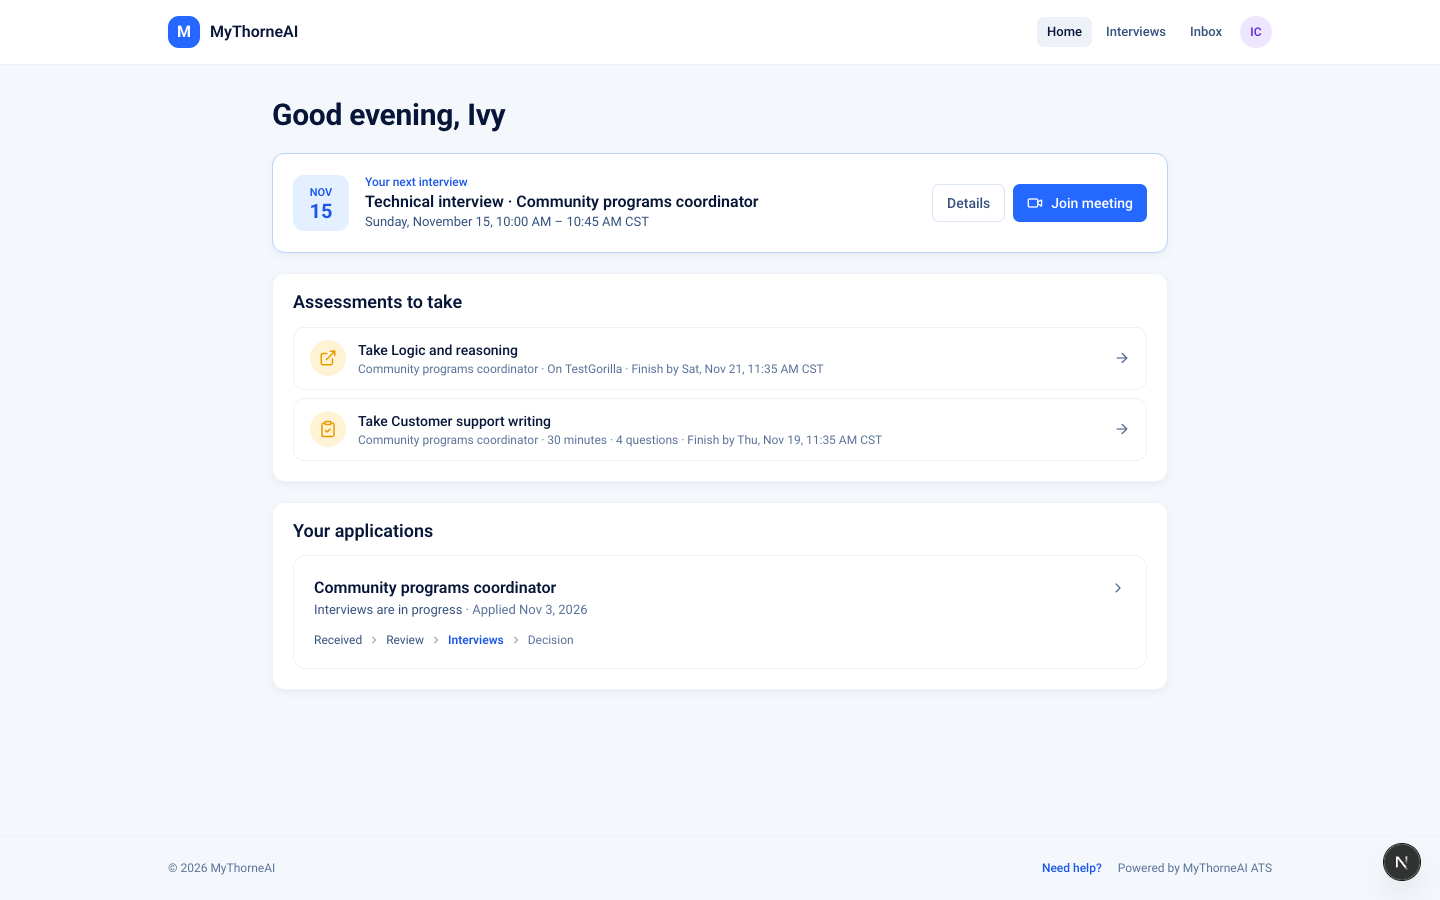 M MyThorneAI
Home Interviews Inbox IC
Good evening, Ivy
NOV
15
Your next interview
Technical interview · Community programs coordinator
Sunday, November 15, 10:00 AM – 10:45 AM CST
Details
Join meeting
Assessments to take
Take Logic and reasoning
Community programs coordinator · On TestGorilla · Finish by Sat, Nov 21, 11:35 AM CST
Take Customer support writing
Community programs coordinator · 30 minutes · 4 questions · Finish by Thu, Nov 19, 11:35 AM CST
Your applications
Community programs coordinator
Interviews are in progress · Applied Nov 3, 2026
Received > Review > Interviews > Decision
© 2026 MyThorneAI
Need help? Powered by MyThorneAI ATS
N